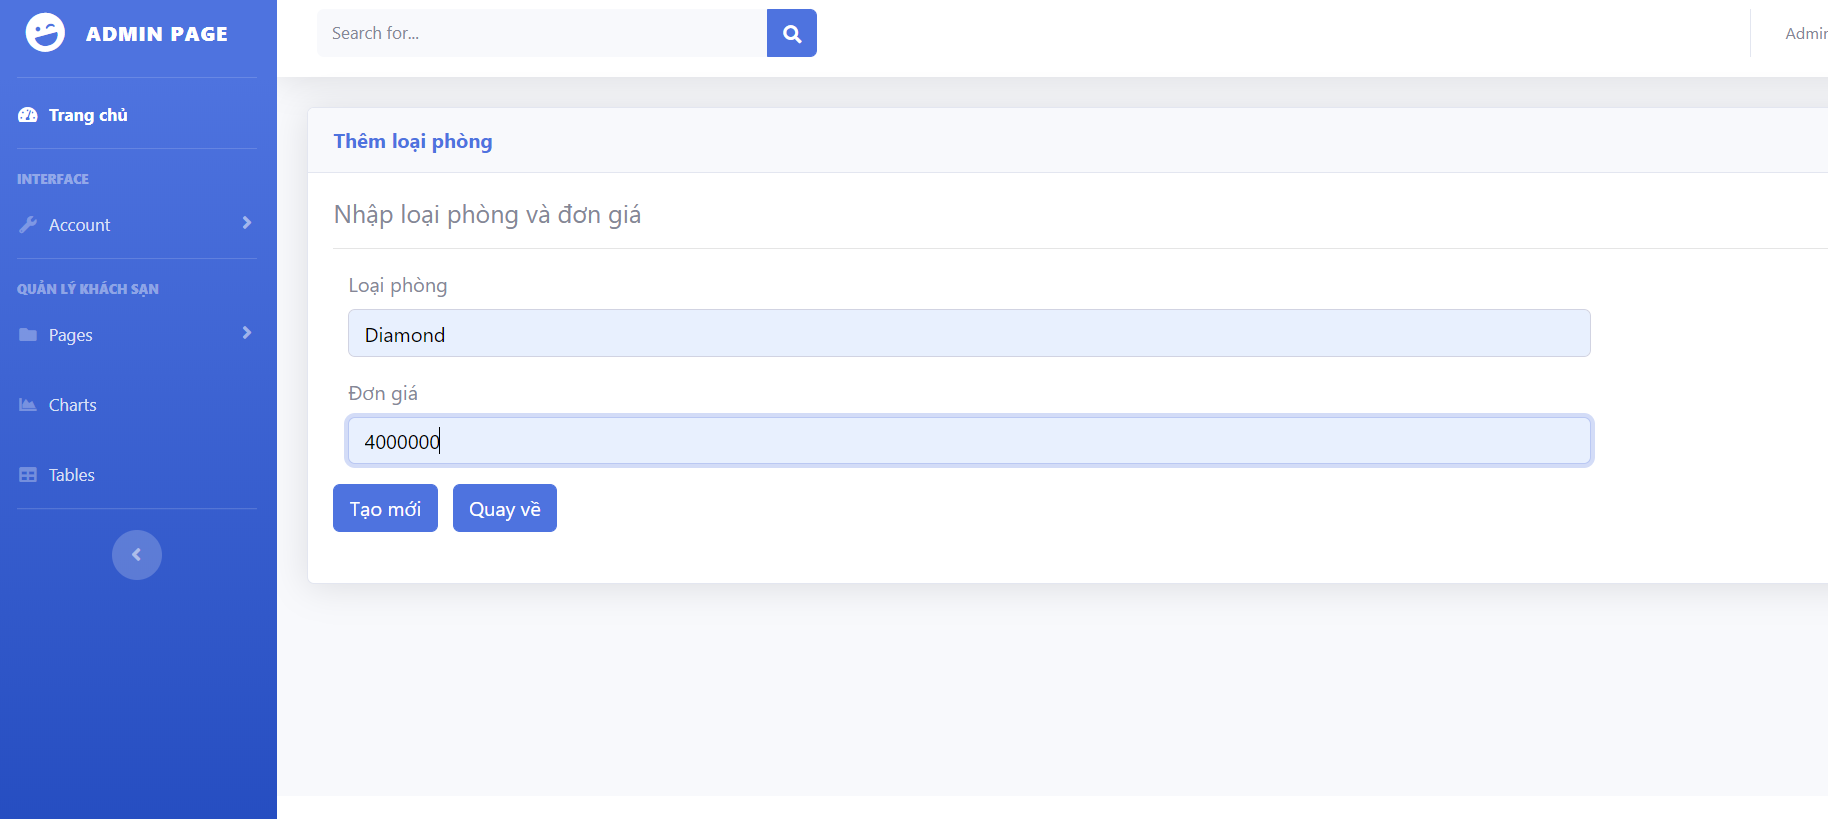 ADMIN PAGE
Search for...
Trang chủ
INTERFACE
Account
QUẢN LÝ KHÁCH SẠN
Pages
Charts
Tables
Thêm loại phòng
Nhập loại phòng và đơn giá
Loại phòng
Diamond
Đơn giá
4000000
Tạo mới
Quay về